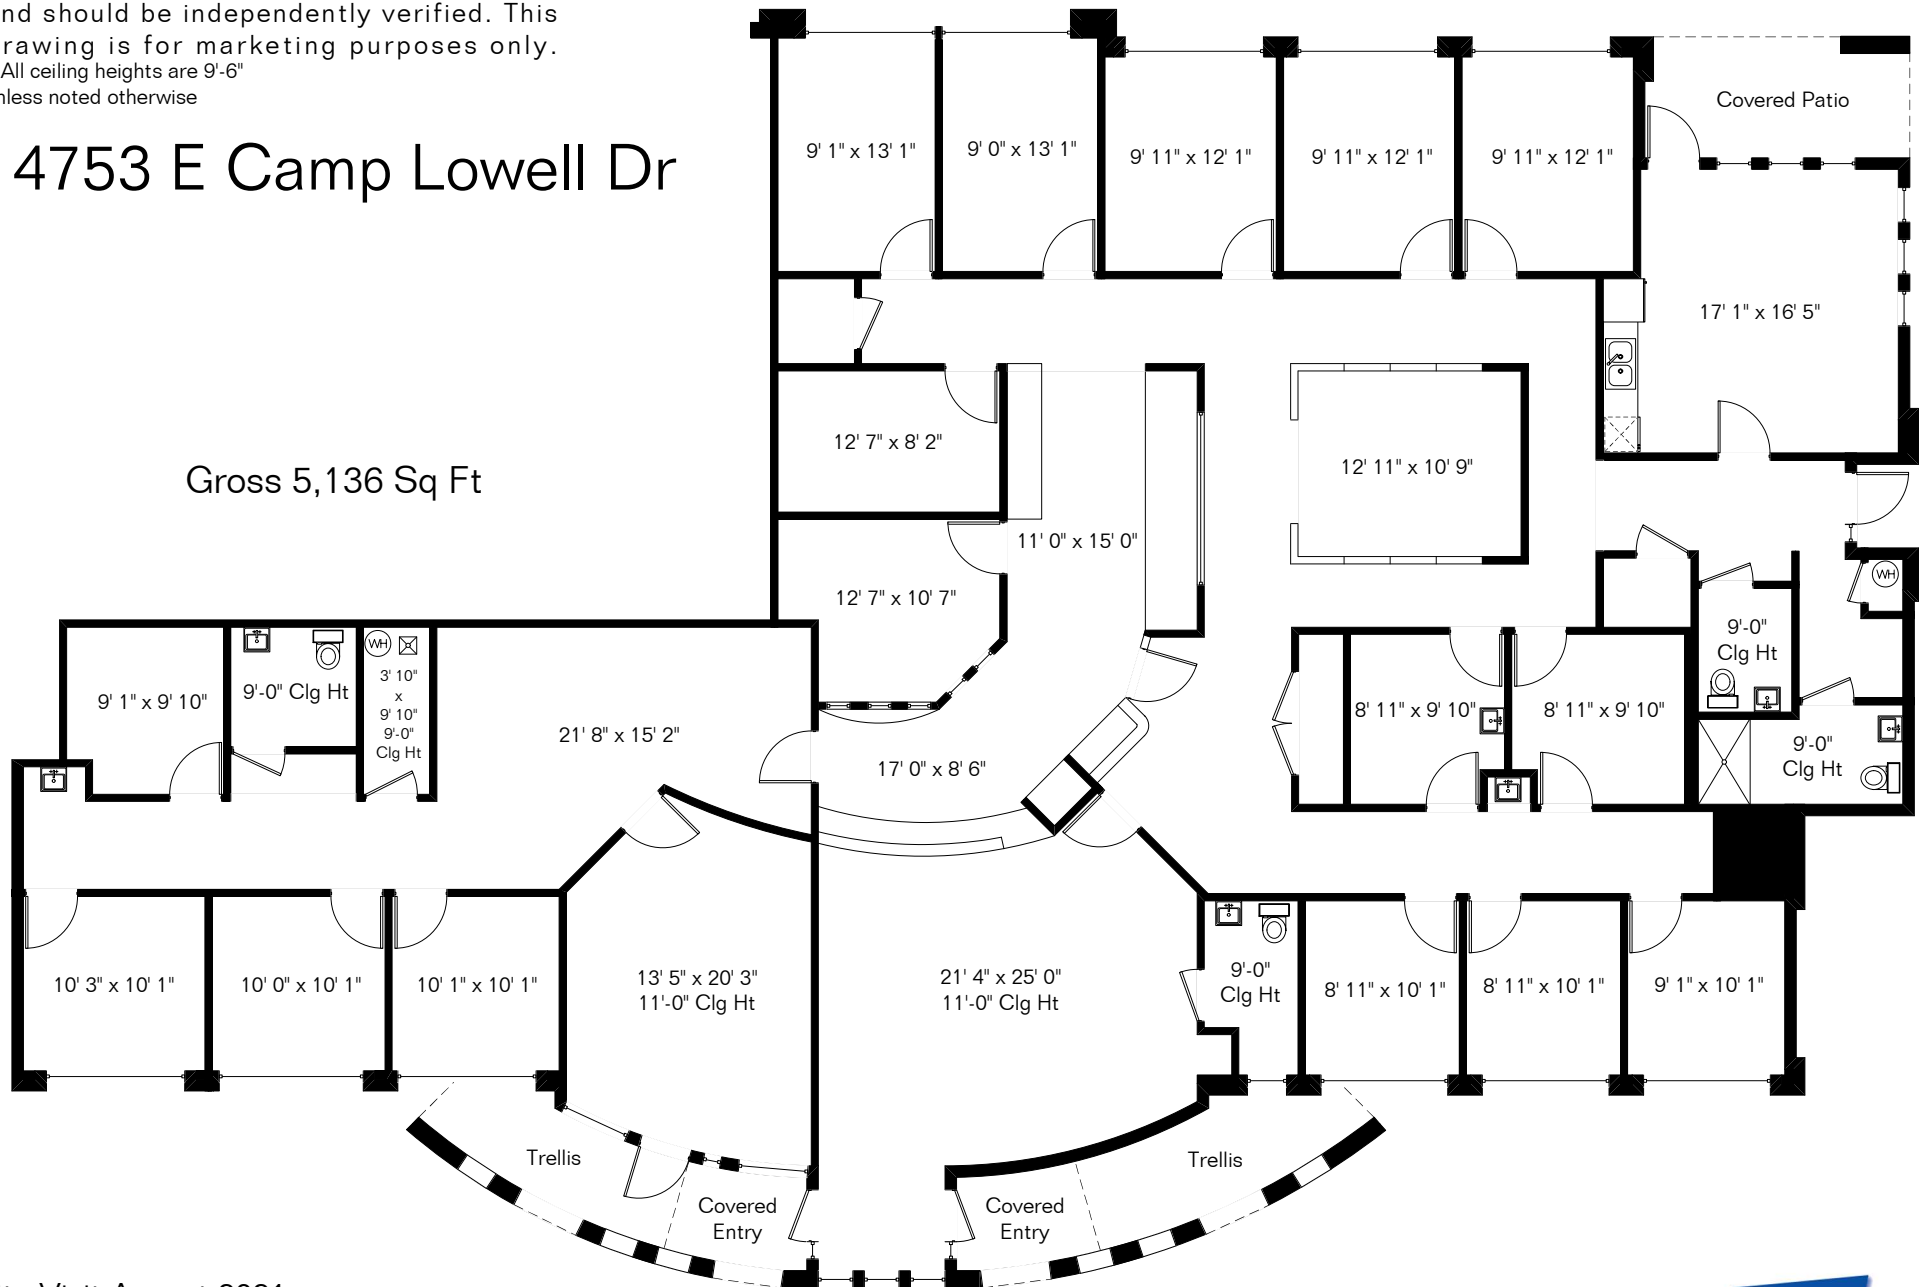 nd should be independently verified. This
rawing is for marketing purposes only.
All ceiling heights are 9'-6"
nless noted otherwise
4753 E Camp Lowell Dr
Gross 5,136 Sq Ft
Covered Patio
9' 1" x 13' 1"
9' 0" x 13' 1"
9' 11" x 12' 1"
9' 11" x 12' 1"
9' 11" x 12' 1"
17' 1" x 16' 5"
12' 7" x 8' 2"
12' 11" x 10' 9"
11' 0" x 15' 0"
12' 7" x 10' 7"
WH
9'-0"
Clg Ht
WH
9' 1" x 9' 10"
9'-0" Clg Ht
3' 10"
x
9' 10"
9'-0"
Clg Ht
21' 8" x 15' 2"
17' 0" x 8' 6"
8' 11" x 9' 10"
8' 11" x 9' 10"
9'-0"
Clg Ht
10' 3" x 10' 1"
10' 0" x 10' 1"
10' 1" x 10' 1"
13' 5" x 20' 3"
11'-0" Clg Ht
21' 4" x 25' 0"
11'-0" Clg Ht
9'-0"
Clg Ht
8' 11" x 10' 1"
8' 11" x 10' 1"
9' 1" x 10' 1"
Trellis
Trellis
Covered
Entry
Covered
Entry